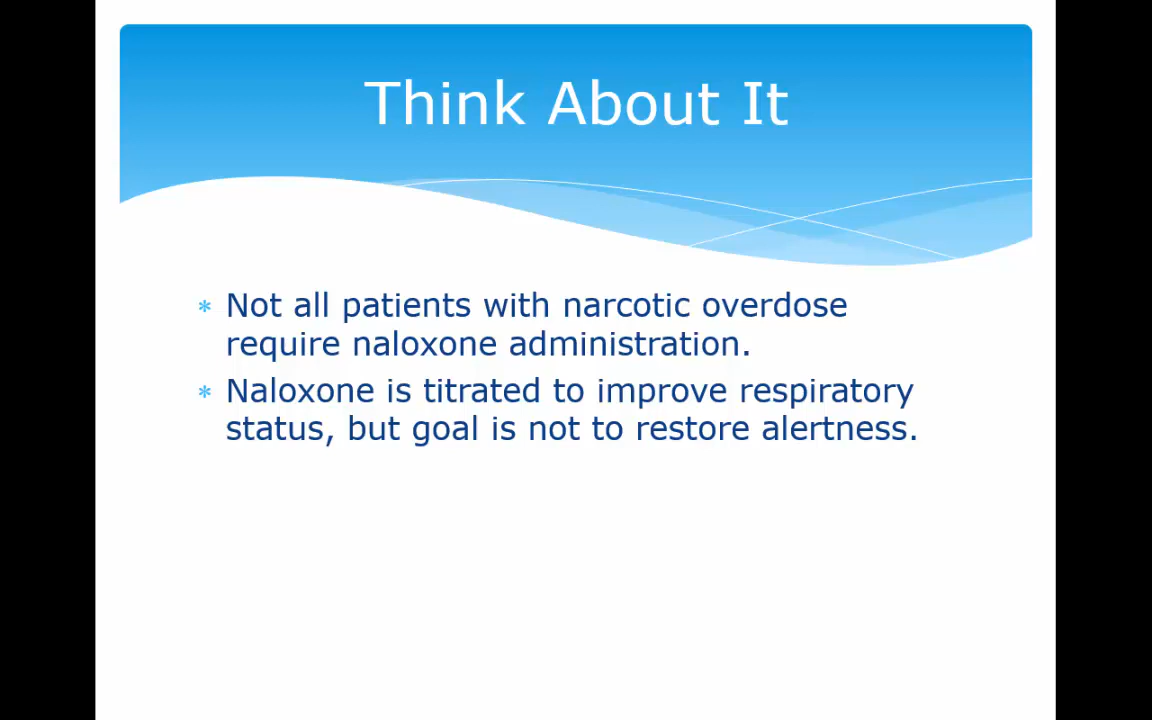 Think About It
* Not all patients with narcotic overdose
require naloxone administration.
* Naloxone is titrated to improve respiratory
status, but goal is not to restore alertness.